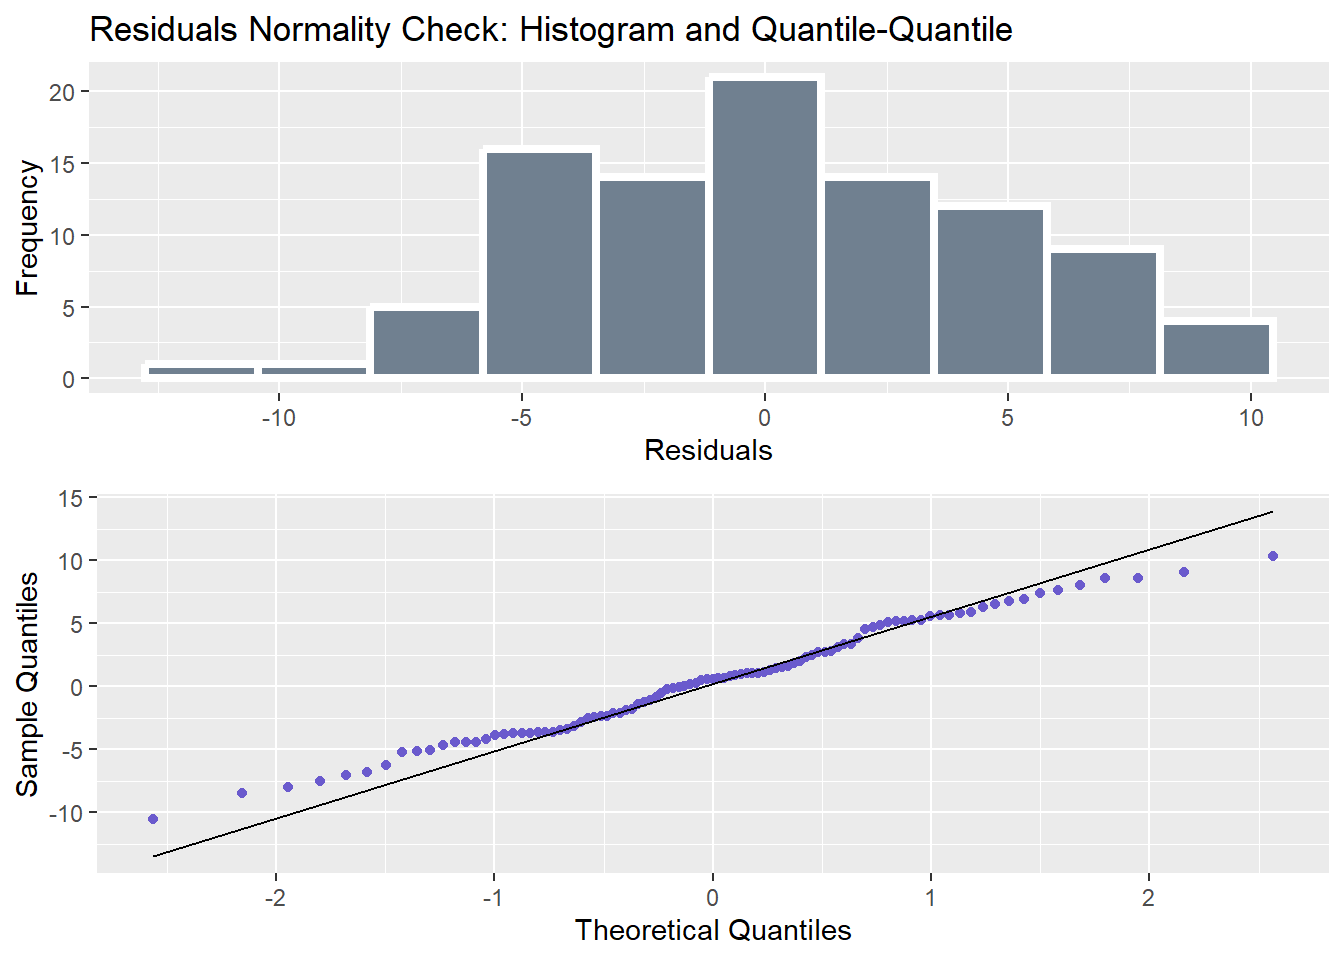 Residuals Normality Check: Histogram and Quantile-Quantile
20
15
10
5
0
Frequency
-10 -5 0 5 10
Residuals
15
10
5
0
-5
-10
Sample Quantiles
-2 -1 0 1 2
Theoretical Quantiles